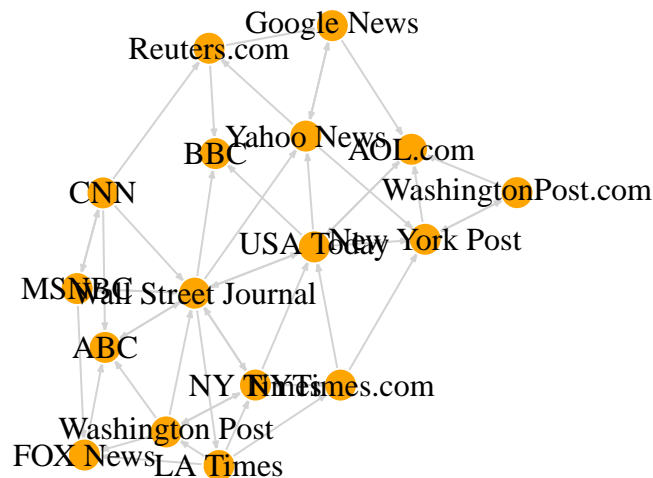 Google News
Reuters.com
Yahoo News
AOL.com
BBC
WashingtonPost.com
CNN
USA Today
New York Post
MSNBC
Wall Street Journal
ABC
NY Times
NYTimes.com
Washington Post
FOX News
LA Times